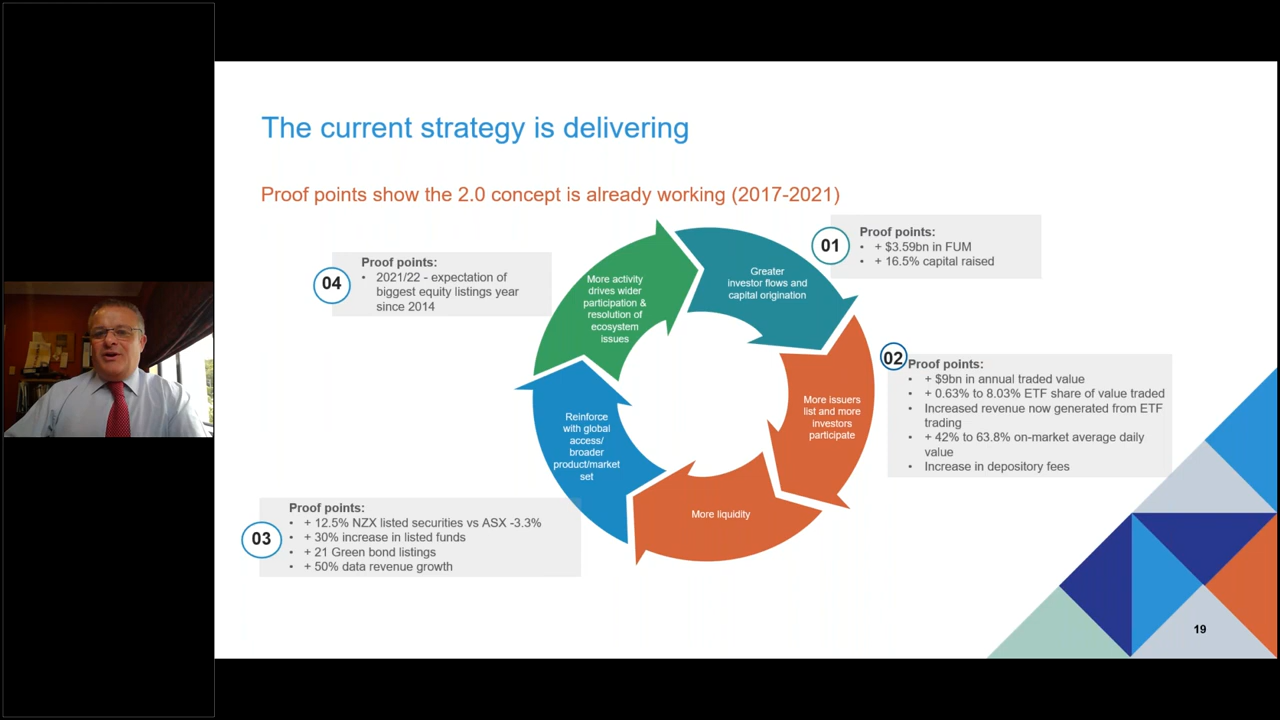 The current strategy is delivering
Proof points show the 2.0 concept is already working (2017-2021)
01
Proof points:
• + $3.59bn in FUM
• + 16.5% capital raised
Greater
investor flows and
capital origination
02
Proof points:
• + $9bn in annual traded value
• + 0.63% to 8.03% ETF share of value traded
• Increased revenue now generated from ETF
trading
• + 42% to 63.8% on-market average daily
value
• Increase in depository fees
More issuers
list and more
investors
participate
More liquidity
03
Proof points:
• + 12.5% NZX listed securities vs ASX -3.3%
• + 30% increase in listed funds
• + 21 Green bond listings
• + 50% data revenue growth
Reinforce
with global
access/
broader
product/market
set
04
Proof points:
• 2021/22 - expectation of
biggest equity listings year
since 2014
More activity
drives wider
participation &
resolution of
ecosystem
issues
19